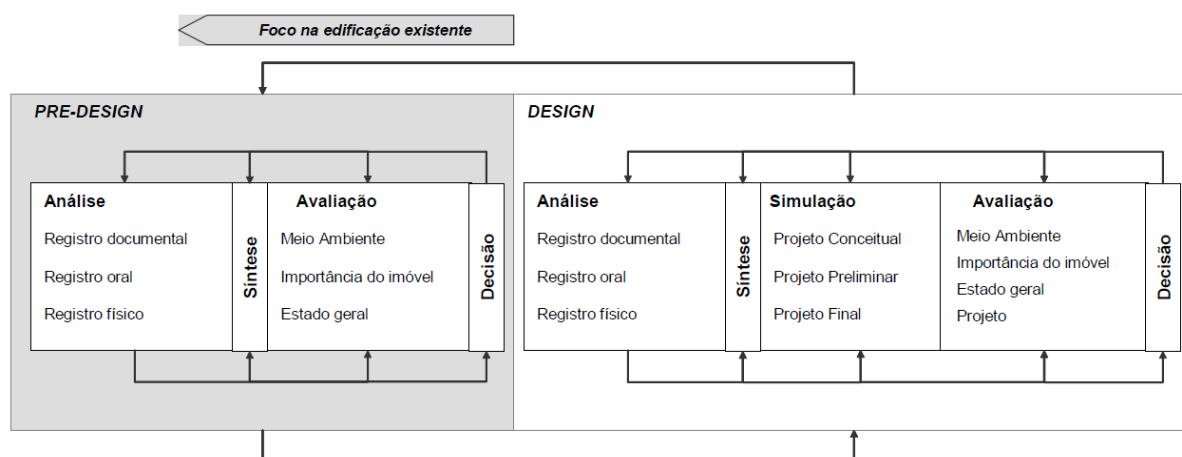 Foco na edificação existente
PRE-DESIGN
Análise
Registro documental
Registro oral
Registro físico
Síntese
Avaliação
Meio Ambiente
Importância do imóvel
Estado geral
Decisão
DESIGN
Análise
Registro documental
Registro oral
Registro físico
Síntese
Simulação
Projeto Conceitual
Projeto Preliminar
Projeto Final
Avaliação
Meio Ambiente
Importância do imóvel
Estado geral
Projeto
Decisão